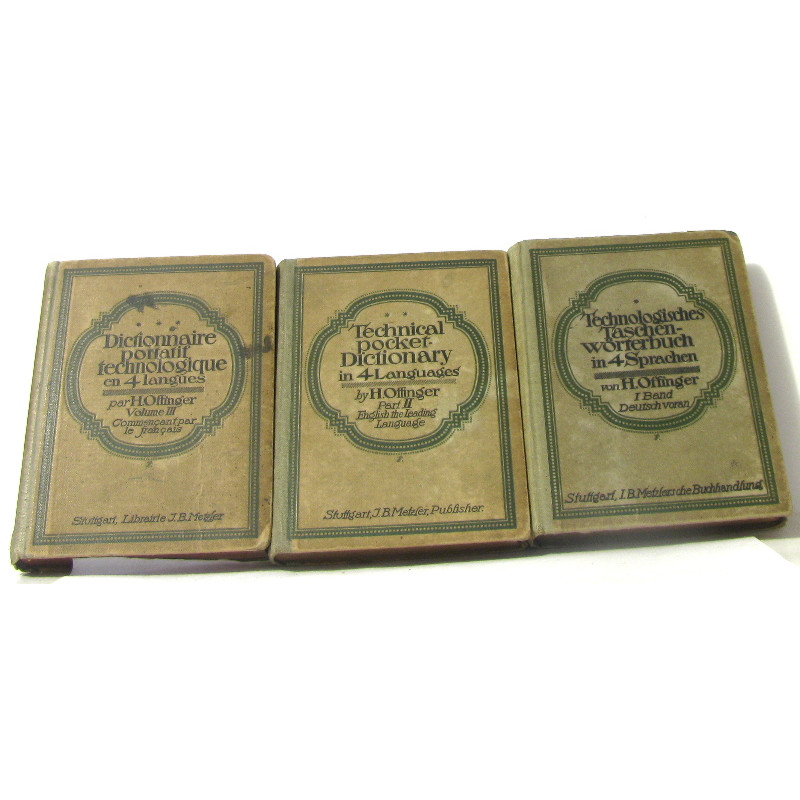 Dictionnaire
portatif
technologique
en 4 langues
par H. Offinger
Volume III
Commençant par
le français
Stuttgart, Librairie J. B. Metzler
Technical
pocket-
Dictionary
in 4 Languages
by H. Offinger
Part II
English the Leading
Language
Stuttgart, J. B. Metzler, Publisher.
Technologisches
Taschen-
wörterbuch
in 4 Sprachen
von H. Offinger
I Band
Deutsch voran
Stuttgart, J. B. Metzlersche Buchhandlung